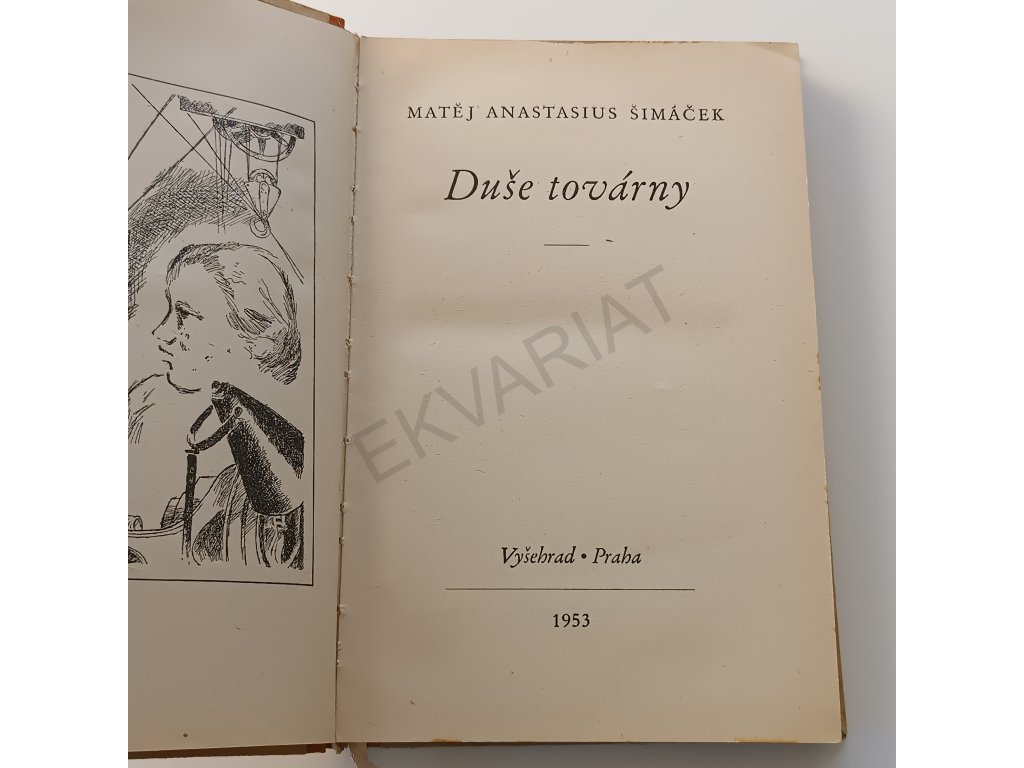 MATĚJ ANASTASIUS ŠIMÁČEK
Duše továrny
EKVARIAT
Vyšehrad • Praha
1953